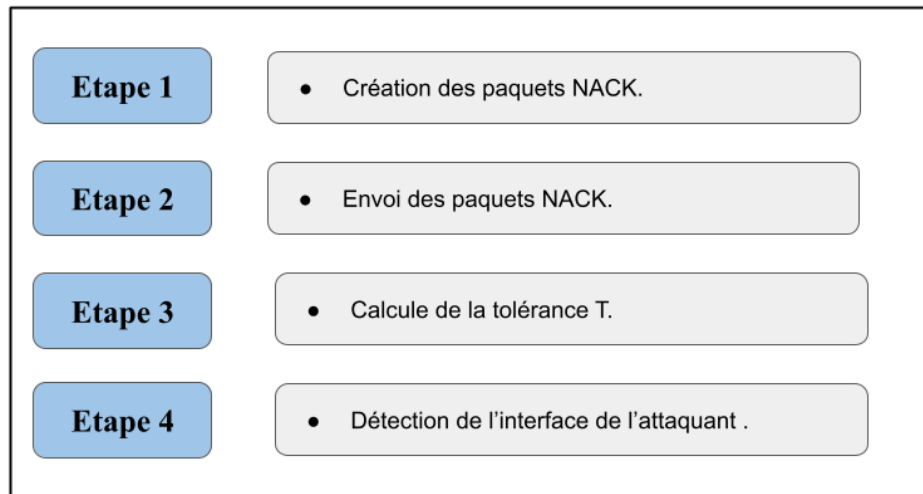 Etape 1
● Création des paquets NACK.
Etape 2
● Envoi des paquets NACK.
Etape 3
● Calcule de la tolérance T.
Etape 4
● Détection de l’interface de l’attaquant .